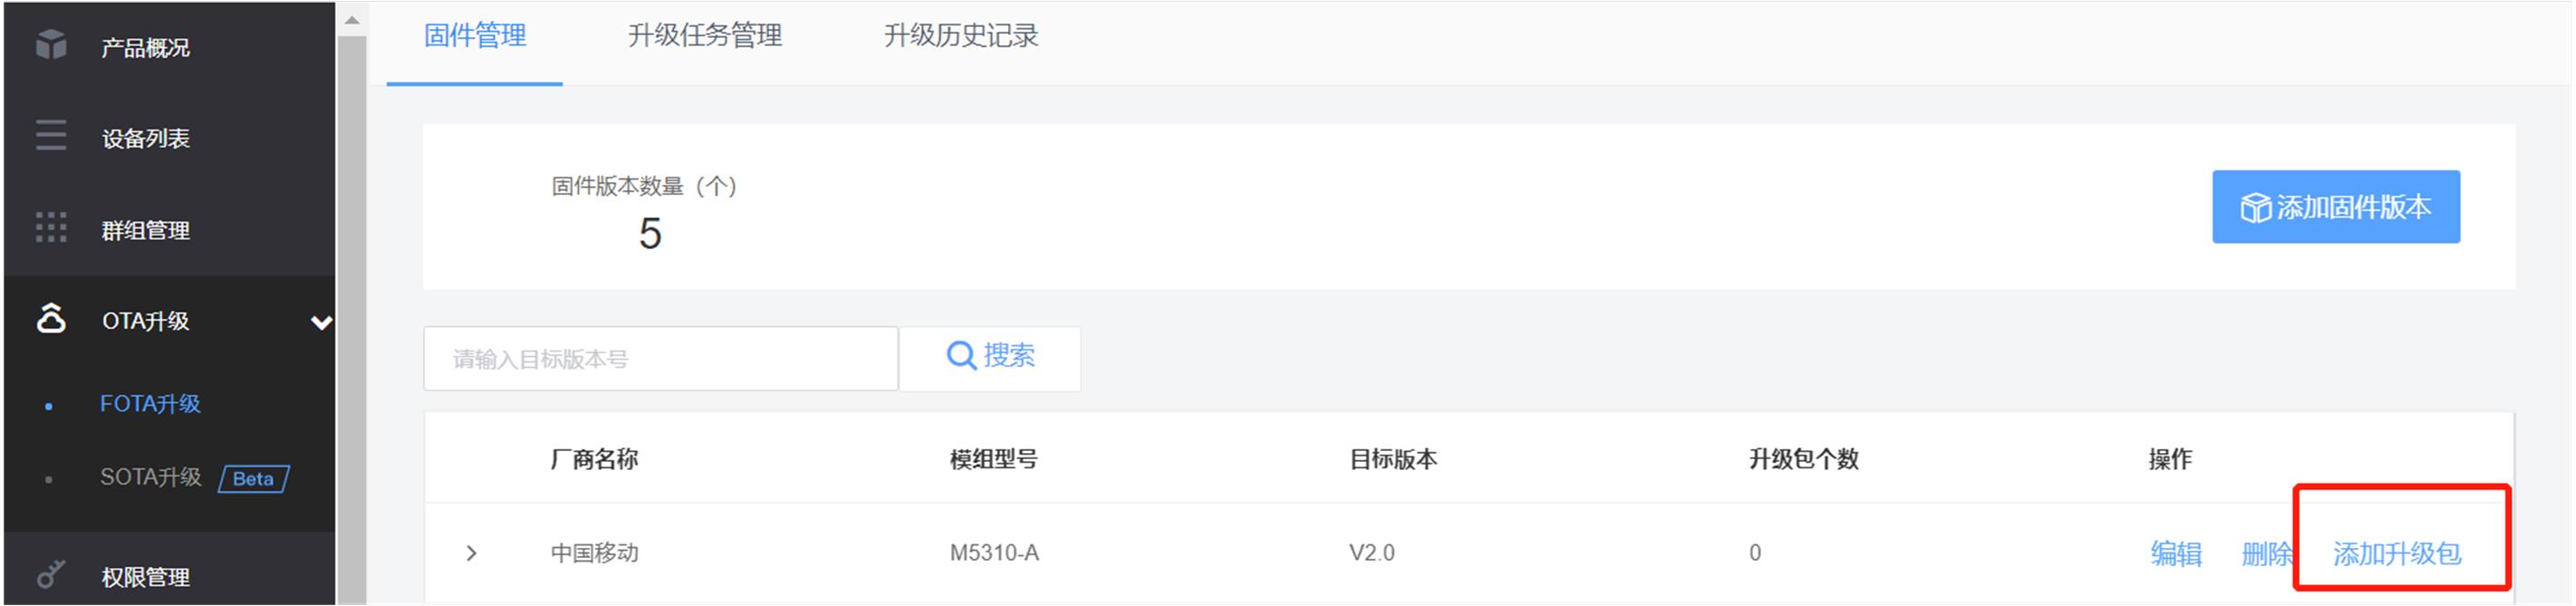 产品概况
设备列表
群组管理
OTA升级
FOTA升级
SOTA升级 Beta
权限管理
固件管理 升级任务管理 升级历史记录
固件版本数量（个）
5
添加固件版本
请输入目标版本号 搜索
厂商名称 模组型号 目标版本 升级包个数 操作
中国移动 M5310-A V2.0 0 编辑 删除 添加升级包